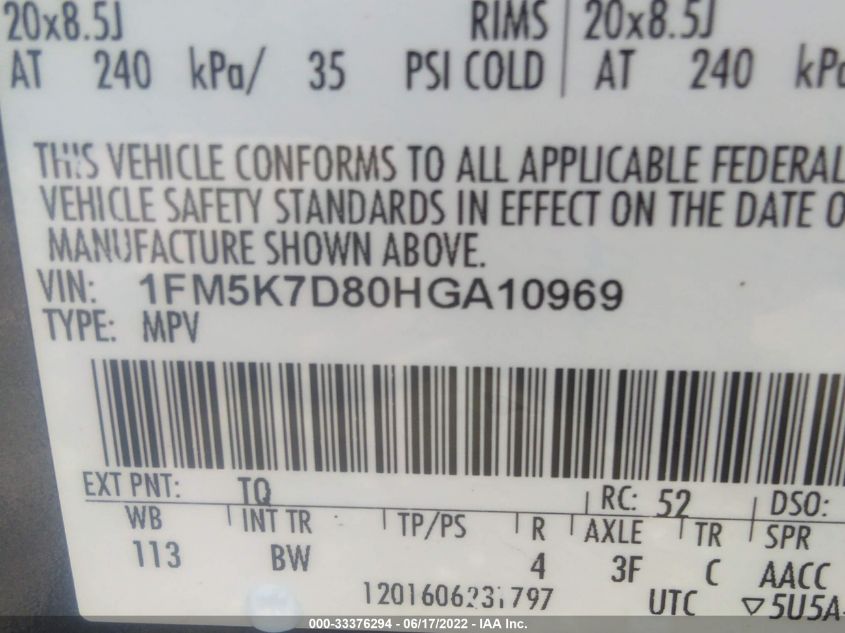 20x8.5J RIMS 20x8.5J
AT 240 kPa/ 35 PSI COLD AT 240 kPa
THIS VEHICLE CONFORMS TO ALL APPLICABLE FEDERAL
VEHICLE SAFETY STANDARDS IN EFFECT ON THE DATE O
MANUFACTURE SHOWN ABOVE.
VIN: 1FM5K7D80HGA10969
TYPE: MPV
EXT PNT: TQ RC: 52 DSO:
WB INT TR TP/PS R AXLE TR SPR
113 BW 4 3F C AACC
UTC ▽5U5A-
000-33376294 - 06/17/2022 - IAA Inc.